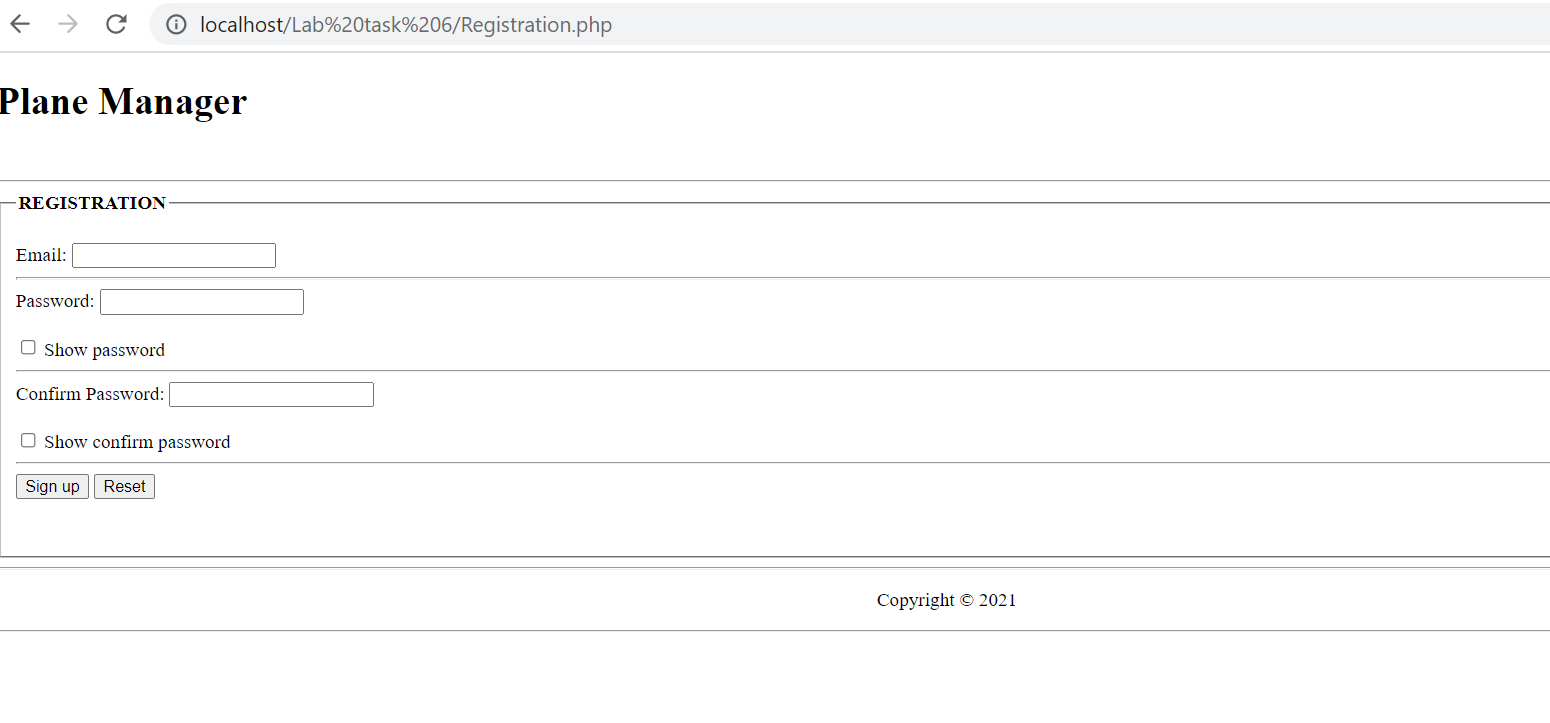 localhost/Lab%20task%206/Registration.php
Plane Manager
REGISTRATION
Email:
Password:
Show password
Confirm Password:
Show confirm password
Sign up Reset
Copyright © 2021